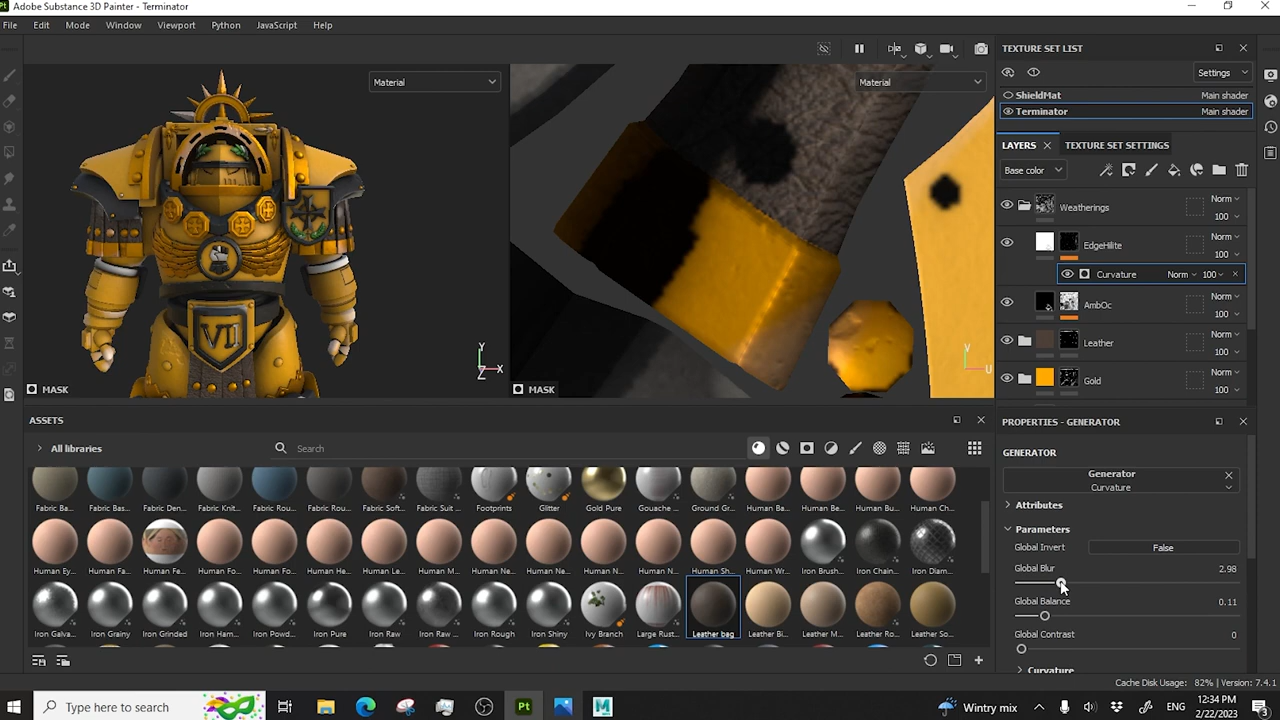 Pt Adobe Substance 3D Painter - Terminator
File Edit Mode Window Viewport Python JavaScript Help
Material
Material
VI
Y
X
Z
MASK
V
U
MASK
TEXTURE SET LIST
Settings
ShieldMat Main shader
Terminator Main shader
LAYERS TEXTURE SET SETTINGS
Base color
Weatherings Norm 100
EdgeHilite Norm 100
Curvature Norm 100
AmbOc Norm 100
Leather Norm 100
Gold Norm 100
PROPERTIES - GENERATOR
GENERATOR
Generator
Curvature
Attributes
Parameters
Global Invert False
Global Blur 2.98
Global Balance 0.11
Global Contrast 0
Curvature
ASSETS
All libraries Search
Fabric Ba... Fabric Bas... Fabric Den... Fabric Knit... Fabric Rou... Fabric Rou... Fabric Soft... Fabric Suit ... Footprints Glitter Gold Pure Gouache ... Ground Gr... Human Ba... Human Be... Human Bu... Human Ch...
Human Ey... Human Fa... Human Fe... Human Fo... Human Fo... Human He... Human Le... Human M... Human Ne... Human Ne... Human N... Human N... Human Sh... Human Wr... Iron Brush... Iron Chain... Iron Diam...
Iron Galva... Iron Grainy Iron Grinded Iron Ham... Iron Powd... Iron Pure Iron Raw Iron Raw ... Iron Rough Iron Shiny Ivy Branch Large Rust... Leather bag Leather Bi... Leather M... Leather Ro... Leather So...
Cache Disk Usage: 82% | Version: 7.4.1
Type here to search Pt M Wintry mix ENG 12:34 PM
2/22/2023 3